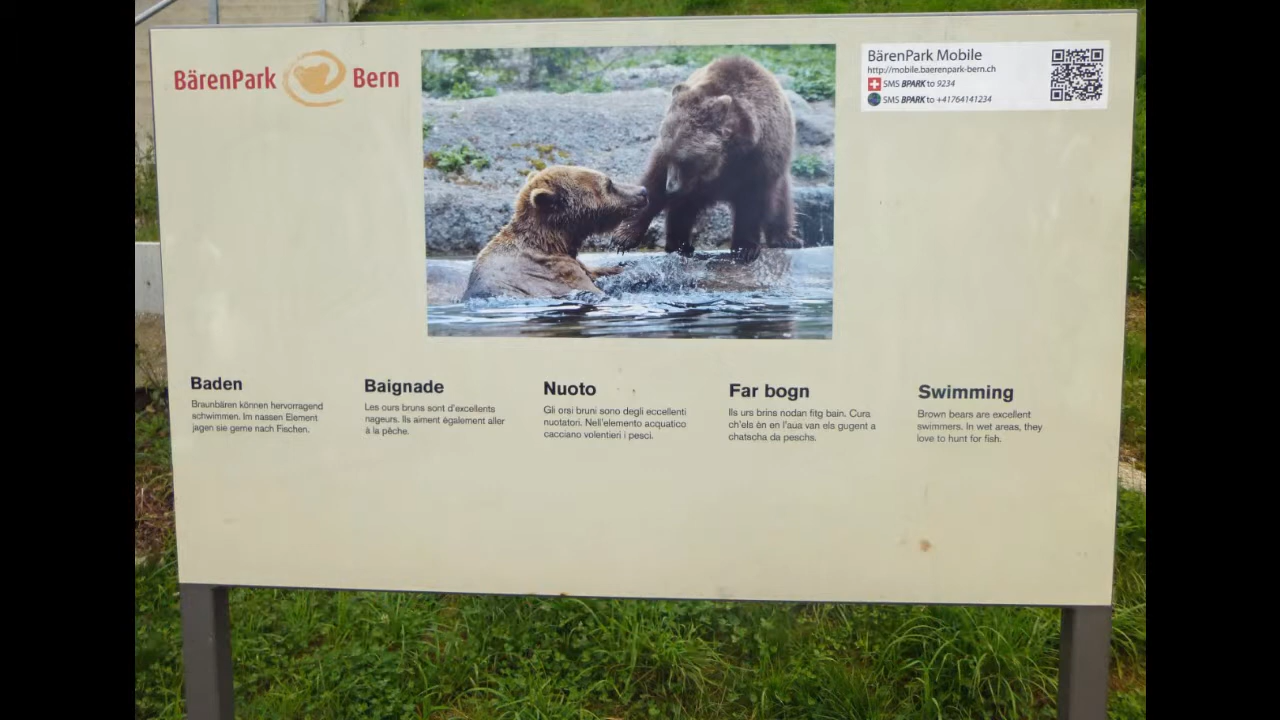 BärenPark Bern
BärenPark Mobile
http://mobile.baerenpark-bern.ch
SMS BPARK to 9234
SMS BPARK to +41764141234
Baden
Braunbären können hervorragend
schwimmen. Im nassen Element
jagen sie gerne nach Fischen.
Baignade
Les ours bruns sont d'excellents
nageurs. Ils aiment également aller
à la pêche.
Nuoto
Gli orsi bruni sono degli eccellenti
nuotatori. Nell'elemento acquatico
cacciano volentieri i pesci.
Far bogn
Ils urs brins nodan fitg bain. Cura
ch'els èn en l'aua van els gugent a
chatscha da peschs.
Swimming
Brown bears are excellent
swimmers. In wet areas, they
love to hunt for fish.